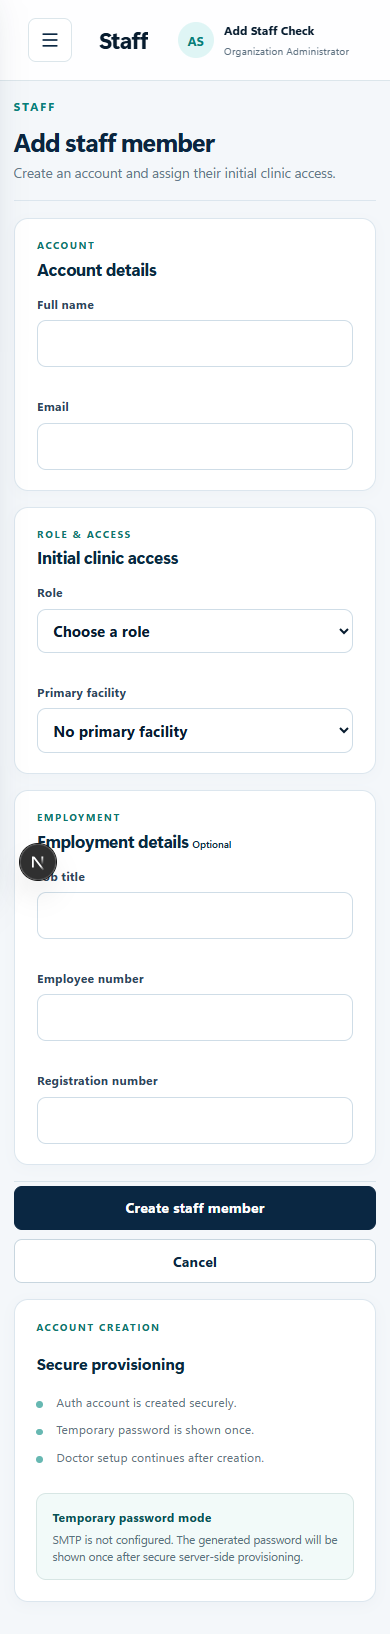 Staff
AS
Add Staff Check
Organization Administrator
STAFF
Add staff member
Create an account and assign their initial clinic access.
ACCOUNT
Account details
Full name
Email
ROLE & ACCESS
Initial clinic access
Role
Choose a role
Primary facility
No primary facility
EMPLOYMENT
Employment details Optional
N
title
Employee number
Registration number
Create staff member
Cancel
ACCOUNT CREATION
Secure provisioning
Auth account is created securely.
Temporary password is shown once.
Doctor setup continues after creation.
Temporary password mode
SMTP is not configured. The generated password will be
shown once after secure server-side provisioning.